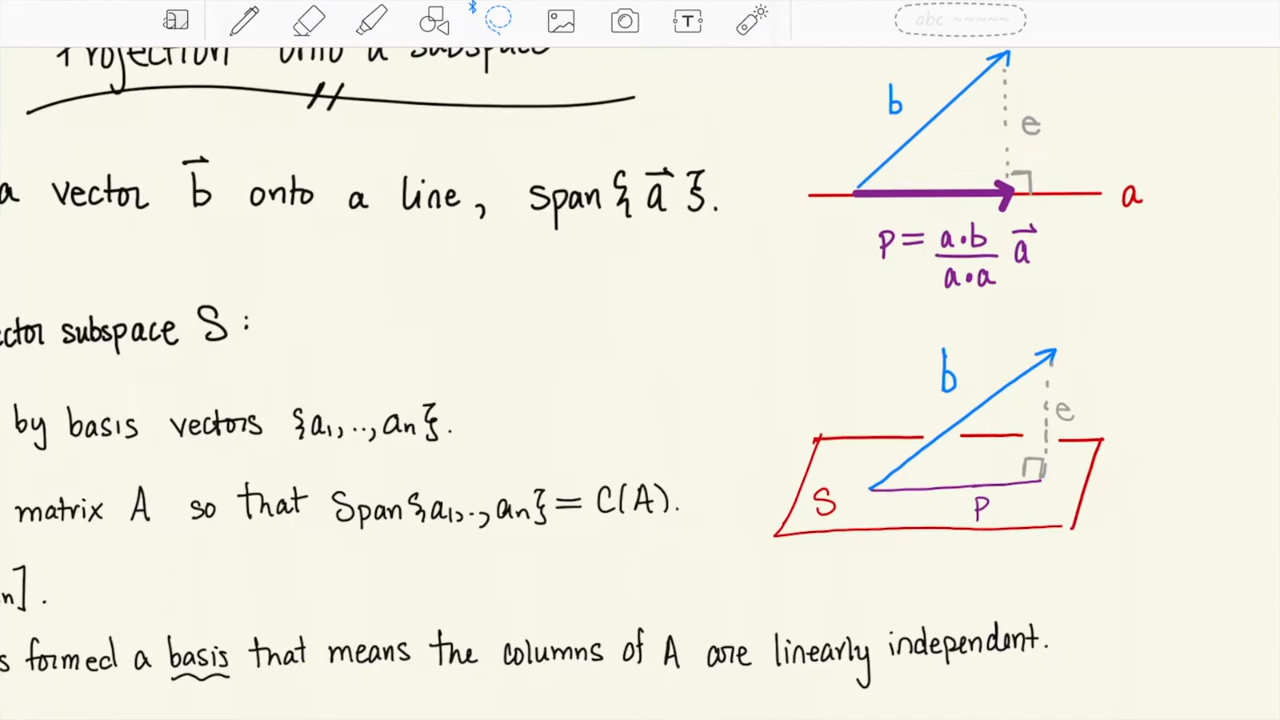 Projection onto a subspace
a vector b⃗ onto a line, span{a⃗}.
ector subspace S:
by basis vectors {a₁,..,aₙ}.
matrix A so that Span{a₁,..,aₙ} = C(A).
n].
s formed a basis that means the columns of A are linearly independent.
abc
T
b
e
a
P = a·b / a·a a⃗
b
e
S
P